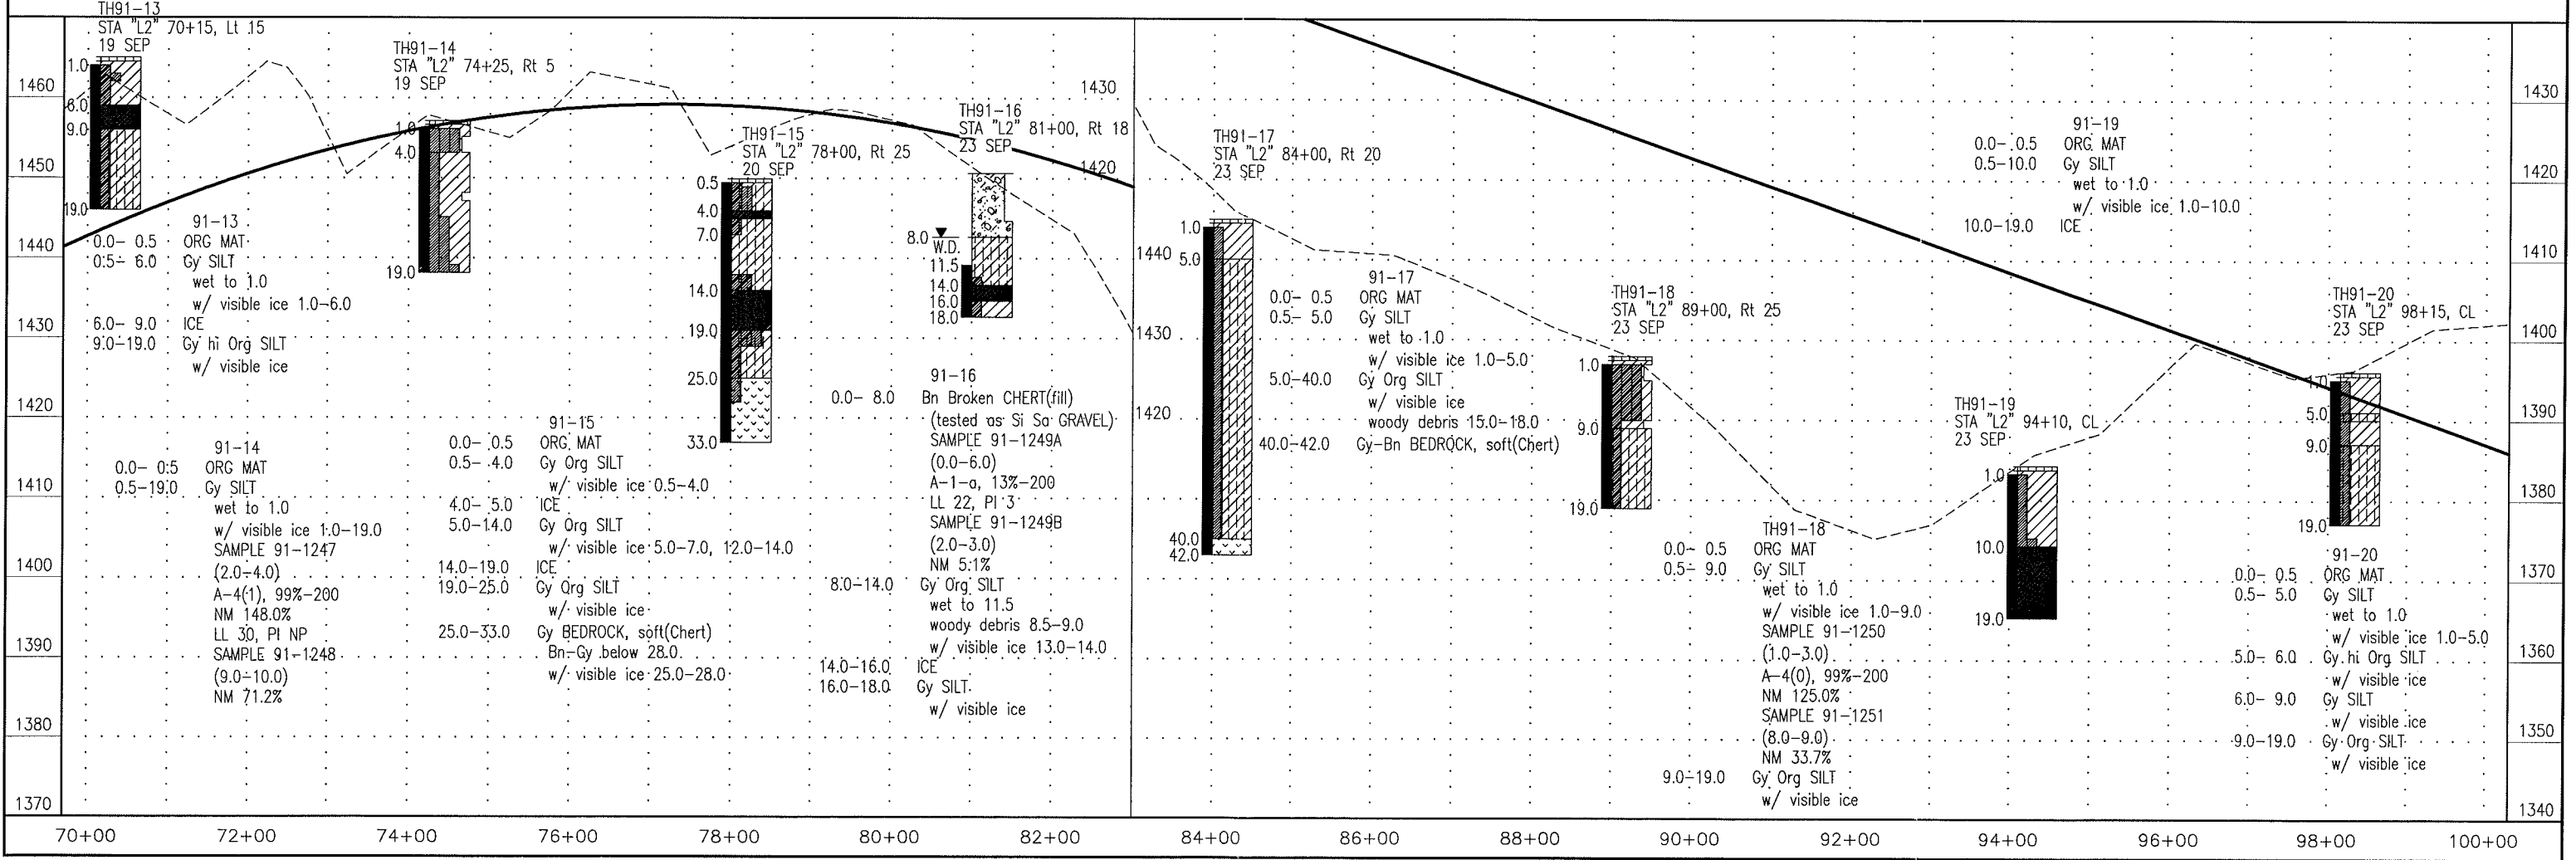 TH91-13
STA "L2" 70+15, Lt 15
19 SEP
1.0
6.0
9.0
19.0
91-13
0.0- 0.5 ORG MAT
0.5- 6.0 Gy SILT
wet to 1.0
w/ visible ice 1.0-6.0
6.0- 9.0 ICE
9.0-19.0 Gy hi Org SILT
w/ visible ice
TH91-14
STA "L2" 74+25, Rt 5
19 SEP
1.0
4.0
19.0
91-14
0.0- 0.5 ORG MAT
0.5-19.0 Gy SILT
wet to 1.0
w/ visible ice 1.0-19.0
SAMPLE 91-1247
(2.0-4.0)
A-4(1), 99%-200
NM 148.0%
LL 30, PI NP
SAMPLE 91-1248
(9.0-10.0)
NM 71.2%
TH91-15
STA "L2" 78+00, Rt 25
20 SEP
0.5
4.0
7.0
14.0
19.0
25.0
33.0
91-15
0.0- 0.5 ORG MAT
0.5- 4.0 Gy Org SILT
w/ visible ice 0.5-4.0
4.0- 5.0 ICE
5.0-14.0 Gy Org SILT
w/ visible ice 5.0-7.0, 12.0-14.0
14.0-19.0 ICE
19.0-25.0 Gy Org SILT
w/ visible ice
25.0-33.0 Gy BEDROCK, soft(Chert)
Bn-Gy below 28.0
w/ visible ice 25.0-28.0
TH91-16
STA "L2" 81+00, Rt 18
23 SEP
8.0
W.D.
11.5
14.0
16.0
18.0
91-16
0.0- 8.0 Bn Broken CHERT(fill)
(tested as Si Sa GRAVEL)
SAMPLE 91-1249A
(0.0-6.0)
A-1-a, 13%-200
LL 22, PI 3
SAMPLE 91-1249B
(2.0-3.0)
NM 5.1%
8.0-14.0 Gy Org SILT
wet to 11.5
woody debris 8.5-9.0
w/ visible ice 13.0-14.0
14.0-16.0 ICE
16.0-18.0 Gy SILT
w/ visible ice
TH91-17
STA "L2" 84+00, Rt 20
23 SEP
1.0
5.0
40.0
42.0
91-17
0.0- 0.5 ORG MAT
0.5- 5.0 Gy SILT
wet to 1.0
w/ visible ice 1.0-5.0
5.0-40.0 Gy Org SILT
w/ visible ice
woody debris 15.0-18.0
40.0-42.0 Gy-Bn BEDROCK, soft(Chert)
TH91-18
STA "L2" 89+00, Rt 25
23 SEP
1.0
9.0
19.0
TH91-18
0.0- 0.5 ORG MAT
0.5- 9.0 Gy SILT
wet to 1.0
w/ visible ice 1.0-9.0
SAMPLE 91-1250
(1.0-3.0)
A-4(0), 99%-200
NM 125.0%
SAMPLE 91-1251
(8.0-9.0)
NM 33.7%
9.0-19.0 Gy Org SILT
w/ visible ice
91-19
0.0- 0.5 ORG MAT
0.5-10.0 Gy SILT
wet to 1.0
w/ visible ice 1.0-10.0
10.0-19.0 ICE
TH91-19
STA "L2" 94+10, CL
23 SEP
1.0
10.0
19.0
TH91-20
STA "L2" 98+15, CL
23 SEP
1.0
5.0
9.0
19.0
91-20
0.0- 0.5 ORG MAT
0.5- 5.0 Gy SILT
wet to 1.0
w/ visible ice 1.0-5.0
5.0- 6.0 Gy hi Org SILT
w/ visible ice
6.0- 9.0 Gy SILT
w/ visible ice
9.0-19.0 Gy Org SILT
w/ visible ice
1460
1450
1440
1430
1420
1410
1400
1390
1380
1370
1430
1420
1440
1430
1420
1430
1420
1410
1400
1390
1380
1370
1360
1350
1340
70+00 72+00 74+00 76+00 78+00 80+00 82+00 84+00 86+00 88+00 90+00 92+00 94+00 96+00 98+00 100+00